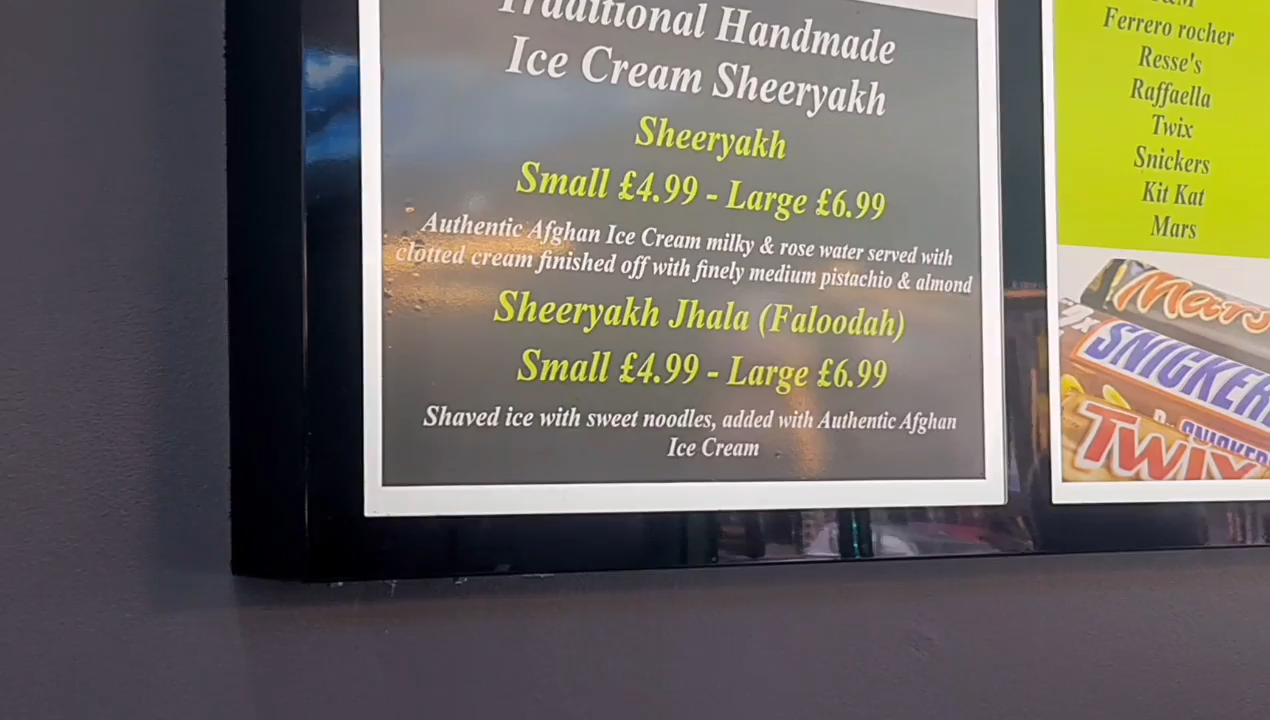 Traditional Handmade
Ice Cream Sheeryakh
Sheeryakh
Small £4.99 - Large £6.99
Authentic Afghan Ice Cream milky & rose water served with
clotted cream finished off with finely medium pistachio & almond
Sheeryakh Jhala (Faloodah)
Small £4.99 - Large £6.99
Shaved ice with sweet noodles, added with Authentic Afghan
Ice Cream
Ferrero rocher
Resse's
Raffaella
Twix
Snickers
Kit Kat
Mars
Mars
SNICKER
SNICKER
TWIX